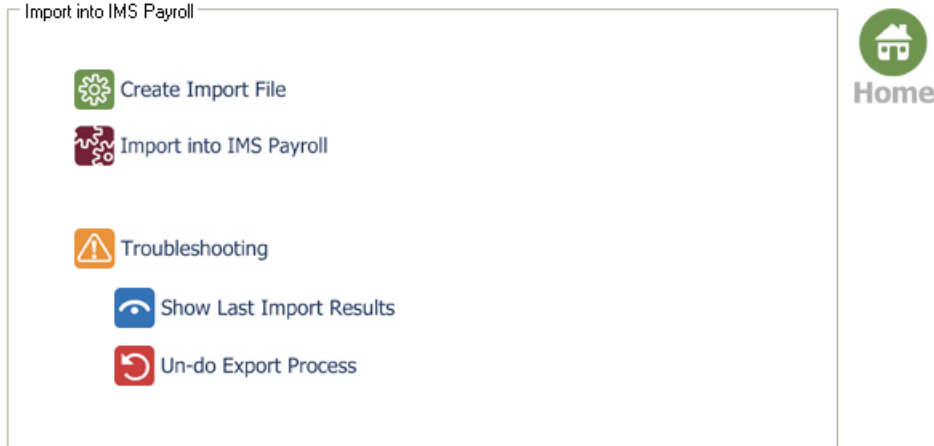 Import into IMS Payroll
Home
Create Import File
Import into IMS Payroll
Troubleshooting
Show Last Import Results
Un-do Export Process